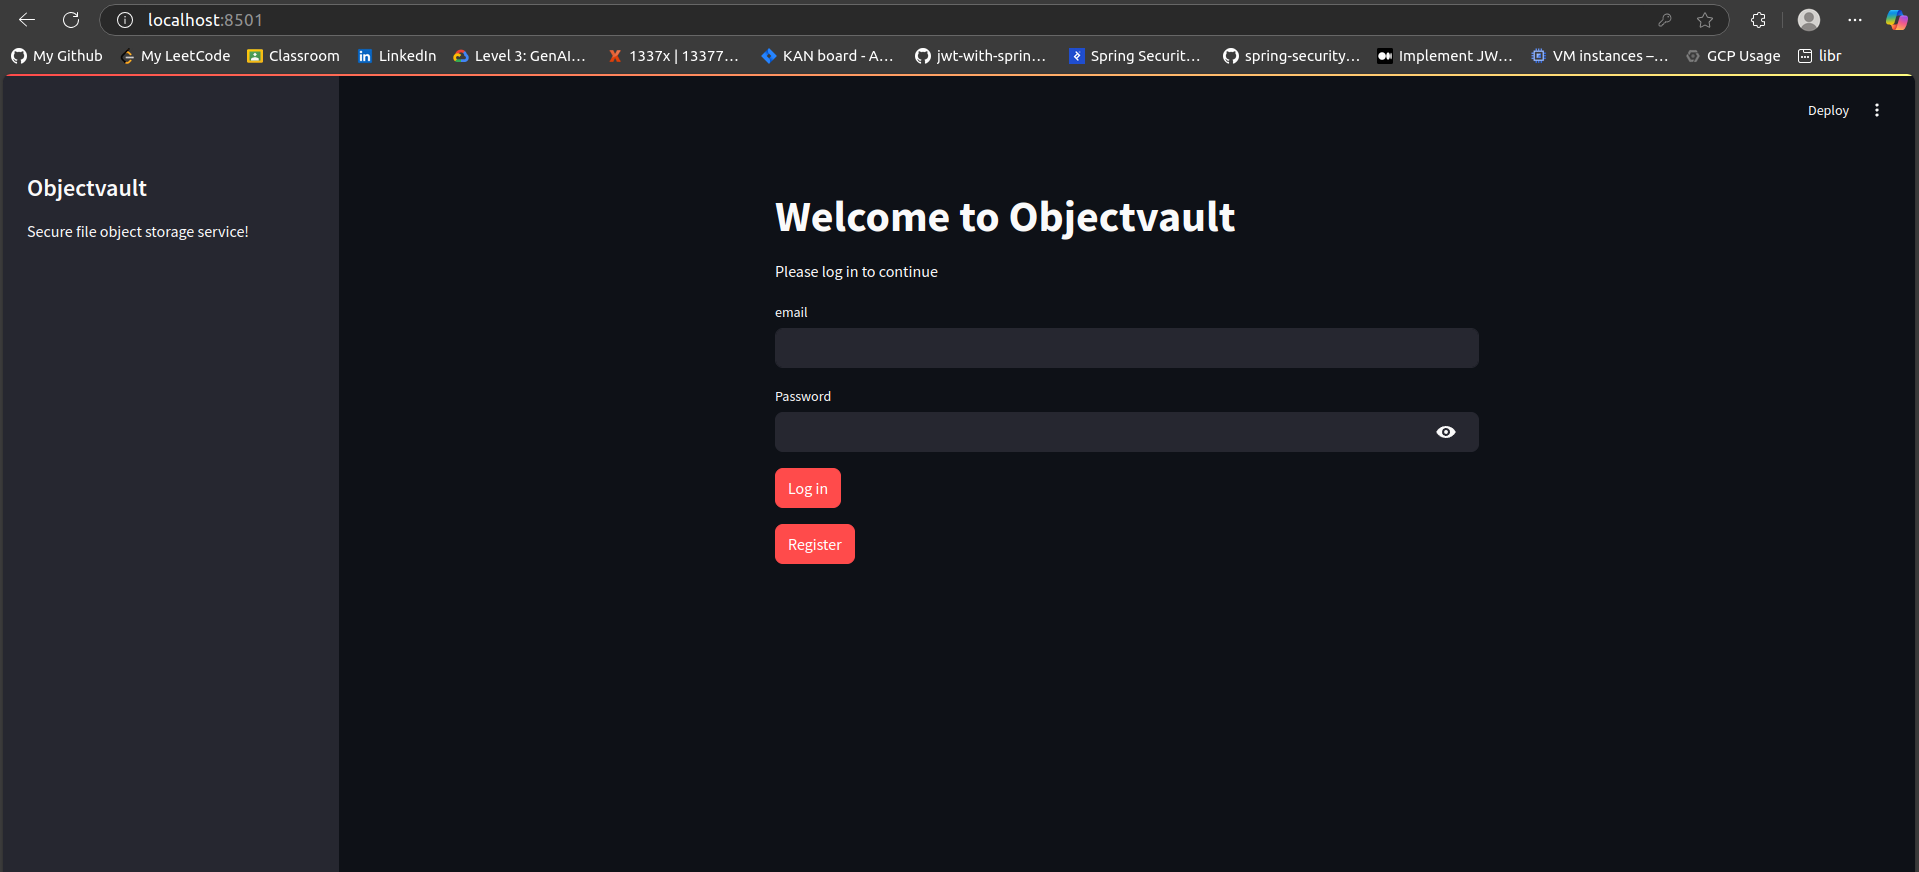 localhost:8501
My Github My LeetCode Classroom LinkedIn Level 3: GenAI... 1337x | 13377... KAN board - A... jwt-with-sprin... Spring Securit... spring-security... Implement JW... VM instances –... GCP Usage libr
Deploy
Objectvault
Secure file object storage service!
Welcome to Objectvault
Please log in to continue
email
Password
Log in
Register